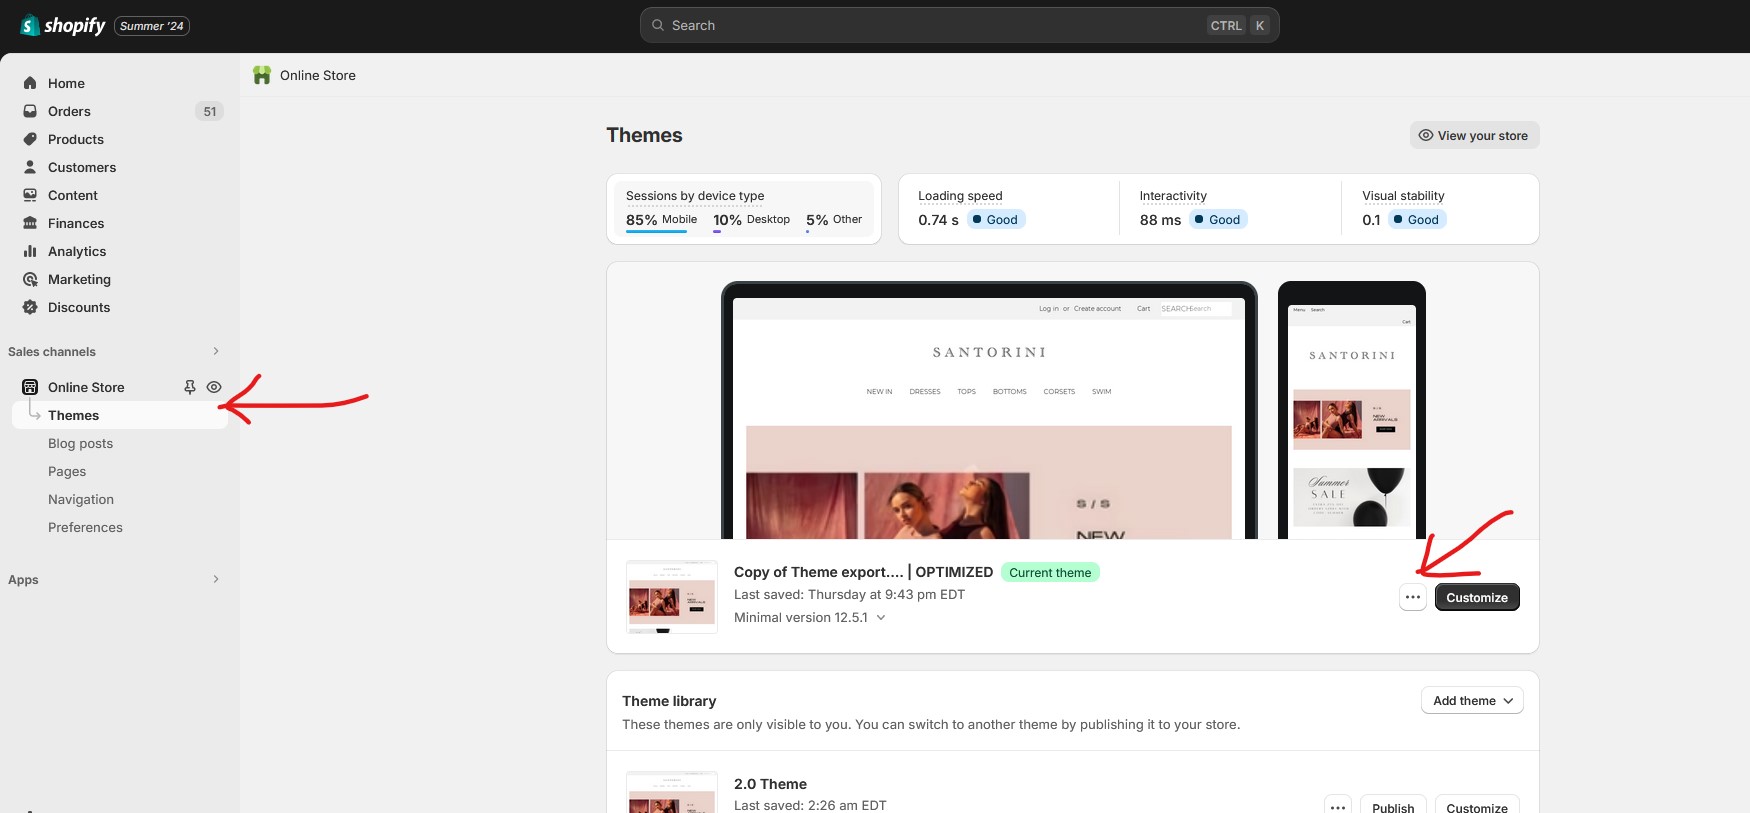 shopify Summer '24
Search CTRL K
Home
Orders 51
Products
Customers
Content
Finances
Analytics
Marketing
Discounts
Sales channels
Online Store
Themes
Blog posts
Pages
Navigation
Preferences
Apps
Online Store
Themes
View your store
Sessions by device type
85% Mobile 10% Desktop 5% Other
Loading speed
0.74 s Good
Interactivity
88 ms Good
Visual stability
0.1 Good
Log in or Create account Cart SEARCH Search
SANTORINI
NEW IN DRESSES TOPS BOTTOMS CORSETS SWIM
S / S
NEW
Menu Search
Cart
SANTORINI
S / S
NEW
ARRIVALS
Summer
SALE
Copy of Theme export.... | OPTIMIZED Current theme
Last saved: Thursday at 9:43 pm EDT
Minimal version 12.5.1
... Customize
Theme library
These themes are only visible to you. You can switch to another theme by publishing it to your store.
Add theme
2.0 Theme
Last saved: 2:26 am EDT
... Publish Customize